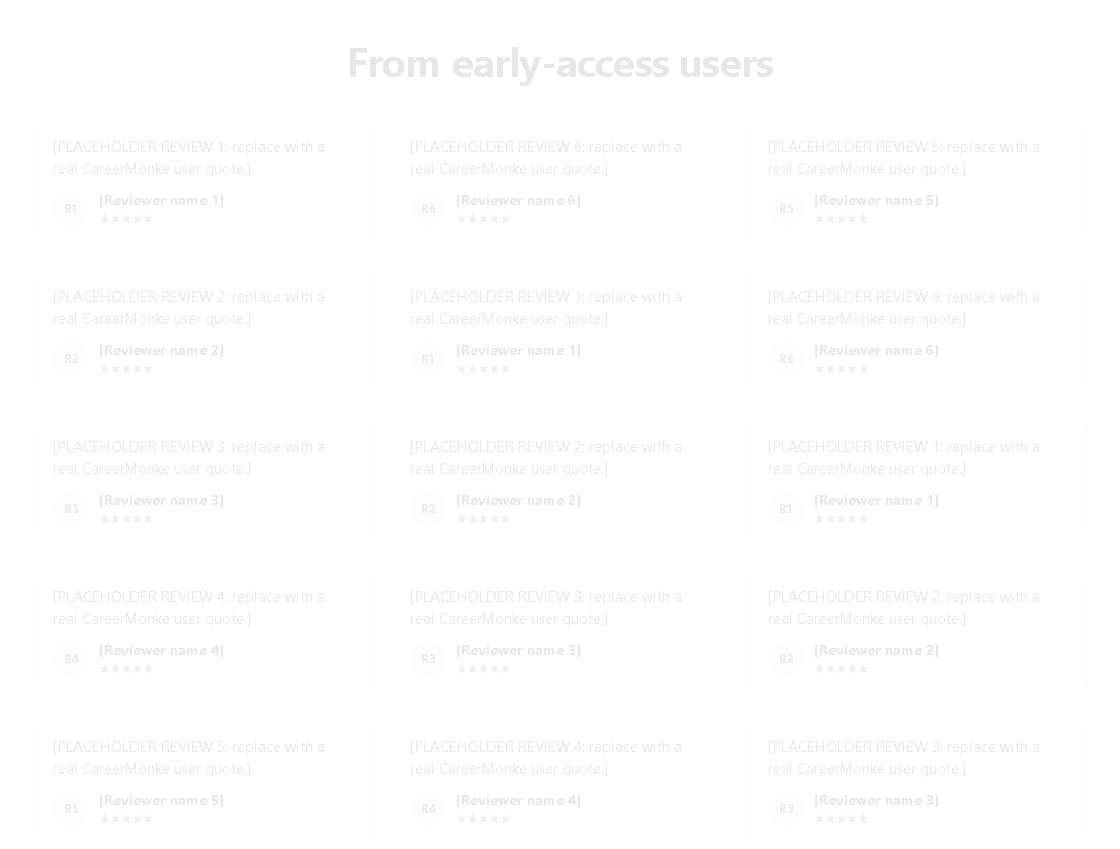 From early-access users
[PLACEHOLDER REVIEW 1: replace with a
real CareerMonke user quote.]
R1
[Reviewer name 1]
★★★★★
[PLACEHOLDER REVIEW 6: replace with a
real CareerMonke user quote.]
R6
[Reviewer name 6]
★★★★★
[PLACEHOLDER REVIEW 5: replace with a
real CareerMonke user quote.]
R5
[Reviewer name 5]
★★★★★
[PLACEHOLDER REVIEW 2: replace with a
real CareerMonke user quote.]
R2
[Reviewer name 2]
★★★★★
[PLACEHOLDER REVIEW 1: replace with a
real CareerMonke user quote.]
R1
[Reviewer name 1]
★★★★★
[PLACEHOLDER REVIEW 6: replace with a
real CareerMonke user quote.]
R6
[Reviewer name 6]
★★★★★
[PLACEHOLDER REVIEW 3: replace with a
real CareerMonke user quote.]
R3
[Reviewer name 3]
★★★★★
[PLACEHOLDER REVIEW 2: replace with a
real CareerMonke user quote.]
R2
[Reviewer name 2]
★★★★★
[PLACEHOLDER REVIEW 1: replace with a
real CareerMonke user quote.]
R1
[Reviewer name 1]
★★★★★
[PLACEHOLDER REVIEW 4: replace with a
real CareerMonke user quote.]
R4
[Reviewer name 4]
★★★★★
[PLACEHOLDER REVIEW 3: replace with a
real CareerMonke user quote.]
R3
[Reviewer name 3]
★★★★★
[PLACEHOLDER REVIEW 2: replace with a
real CareerMonke user quote.]
R2
[Reviewer name 2]
★★★★★
[PLACEHOLDER REVIEW 5: replace with a
real CareerMonke user quote.]
R5
[Reviewer name 5]
★★★★★
[PLACEHOLDER REVIEW 4: replace with a
real CareerMonke user quote.]
R4
[Reviewer name 4]
★★★★★
[PLACEHOLDER REVIEW 3: replace with a
real CareerMonke user quote.]
R3
[Reviewer name 3]
★★★★★